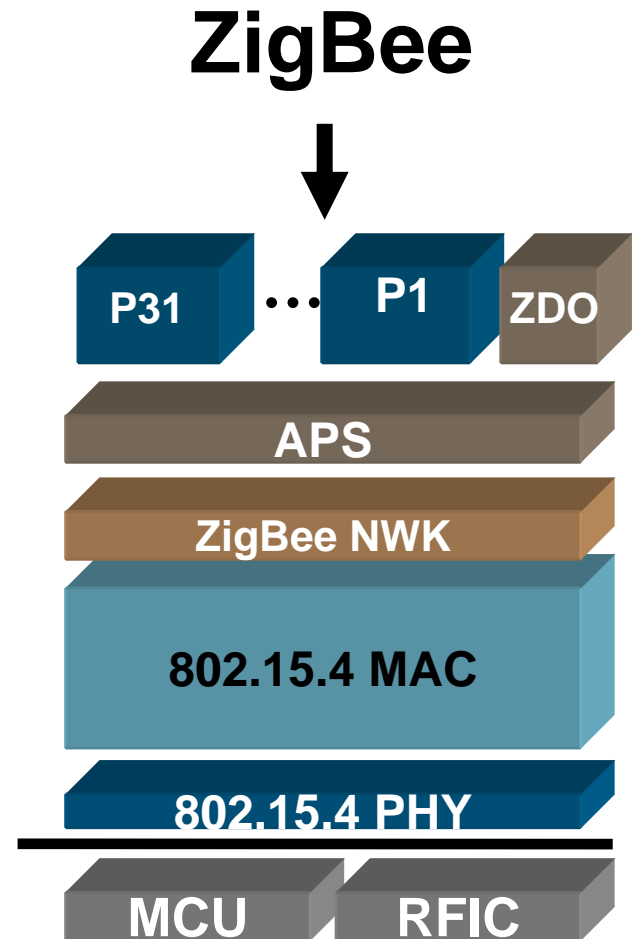 ZigBee
P31 ... P1 ZDO
APS
ZigBee NWK
802.15.4 MAC
802.15.4 PHY
MCU RFIC